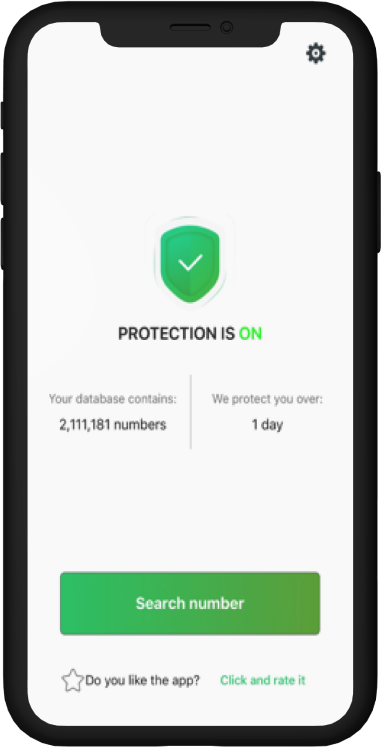 PROTECTION IS ON
Your database contains:
2,111,181 numbers
We protect you over:
1 day
Search number
Do you like the app? Click and rate it